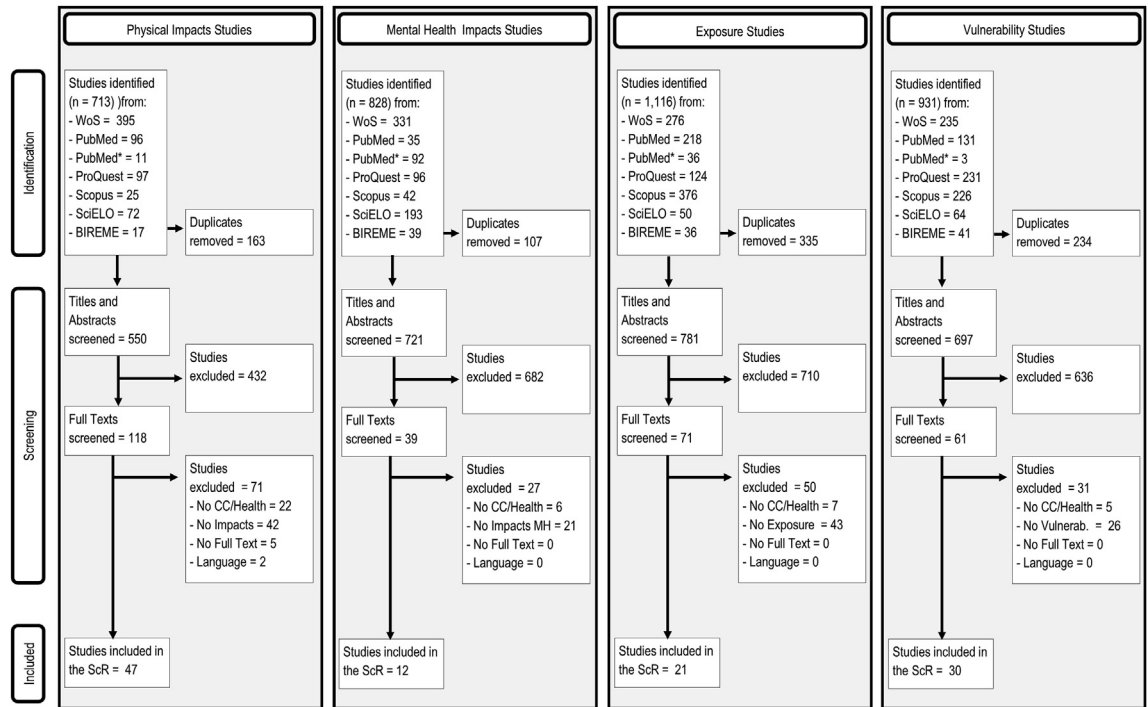 Physical Impacts Studies
Identification
Studies identified
(n = 713) )from:
- WoS = 395
- PubMed = 96
- PubMed* = 11
- ProQuest = 97
- Scopus = 25
- SciELO = 72
- BIREME = 17
Duplicates
removed = 163
Screening
Titles and
Abstracts
screened = 550
Studies
excluded = 432
Full Texts
screened = 118
Studies
excluded = 71
- No CC/Health = 22
- No Impacts = 42
- No Full Text = 5
- Language = 2
Included
Studies included in
the ScR = 47
Mental Health Impacts Studies
Studies identified
(n = 828) from:
- WoS = 331
- PubMed = 35
- PubMed* = 92
- ProQuest = 96
- Scopus = 42
- SciELO = 193
- BIREME = 39
Duplicates
removed = 107
Titles and
Abstracts
screened = 721
Studies
excluded = 682
Full Texts
screened = 39
Studies
excluded = 27
- No CC/Health = 6
- No Impacts MH = 21
- No Full Text = 0
- Language = 0
Studies included in
the ScR = 12
Exposure Studies
Studies identified
(n = 1,116) from:
- WoS = 276
- PubMed = 218
- PubMed* = 36
- ProQuest = 124
- Scopus = 376
- SciELO = 50
- BIREME = 36
Duplicates
removed = 335
Titles and
Abstracts
screened = 781
Studies
excluded = 710
Full Texts
screened = 71
Studies
excluded = 50
- No CC/Health = 7
- No Exposure = 43
- No Full Text = 0
- Language = 0
Studies included in
the ScR = 21
Vulnerability Studies
Studies identified
(n = 931) from:
- WoS = 235
- PubMed = 131
- PubMed* = 3
- ProQuest = 231
- Scopus = 226
- SciELO = 64
- BIREME = 41
Duplicates
removed = 234
Titles and
Abstracts
screened = 697
Studies
excluded = 636
Full Texts
screened = 61
Studies
excluded = 31
- No CC/Health = 5
- No Vulnerab. = 26
- No Full Text = 0
- Language = 0
Studies included in
the ScR = 30